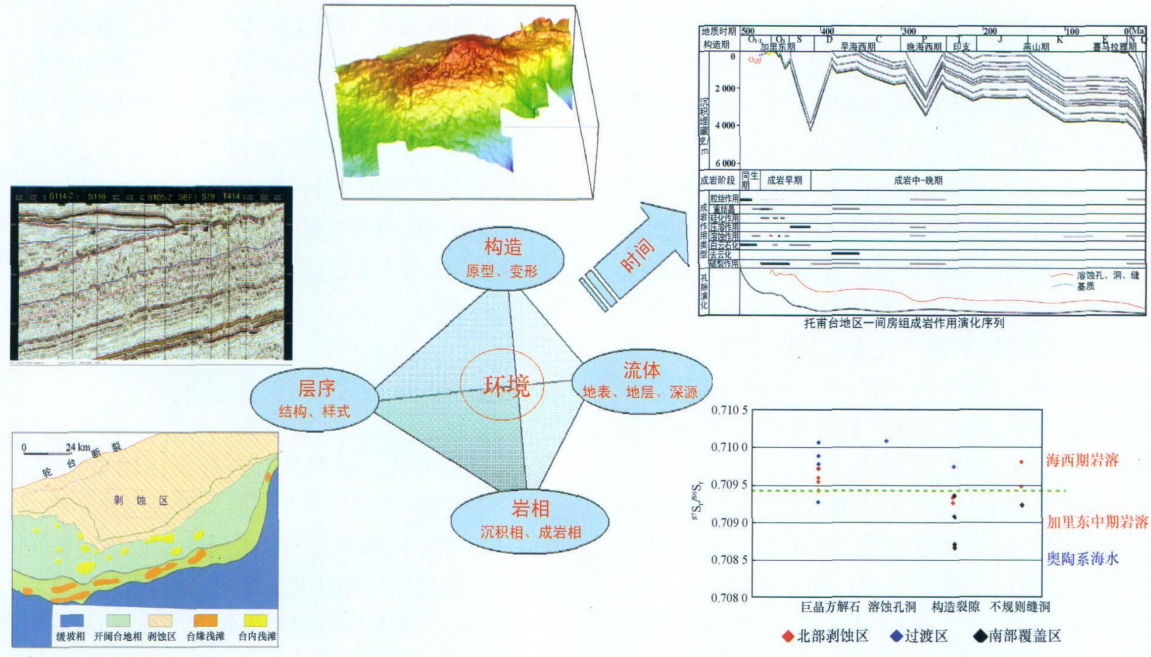 地质时期
500
400
300
200
100
0(Ma)
O₃
S
D
C
P
T
J
K
E
N
Q
构造期
加里东期
早海西期
晚海西期
印支
燕山期
喜马拉雅期
0
2 000
4 000
6 000
沉积埋藏史/m
成岩阶段
同生期
成岩早期
成岩中-晚期
成岩作用类型
胶结作用
重结晶
硅化作用
压溶作用
溶蚀作用
白云石化
去云化
破裂作用
孔隙演化
溶蚀孔、洞、缝
基质
托甫台地区一间房组成岩作用演化序列
S114-2
S116
S105-2
S67
S79
T414
时间
构造
原型、变形
层序
结构、样式
环境
流体
地表、地层、深源
岩相
沉积相、成岩相
0 24 km
轮台断裂
剥蚀区
缓坡相
开阔台地相
剥蚀区
台缘浅滩
台内浅滩
⁸⁷Sr/⁸⁶Sr
0.710 5
0.710 0
0.709 5
0.709 0
0.708 5
0.708 0
海西期岩溶
加里东中期岩溶
奥陶系海水
巨晶方解石
溶蚀孔洞
构造裂隙
不规则缝洞
北部剥蚀区
过渡区
南部覆盖区